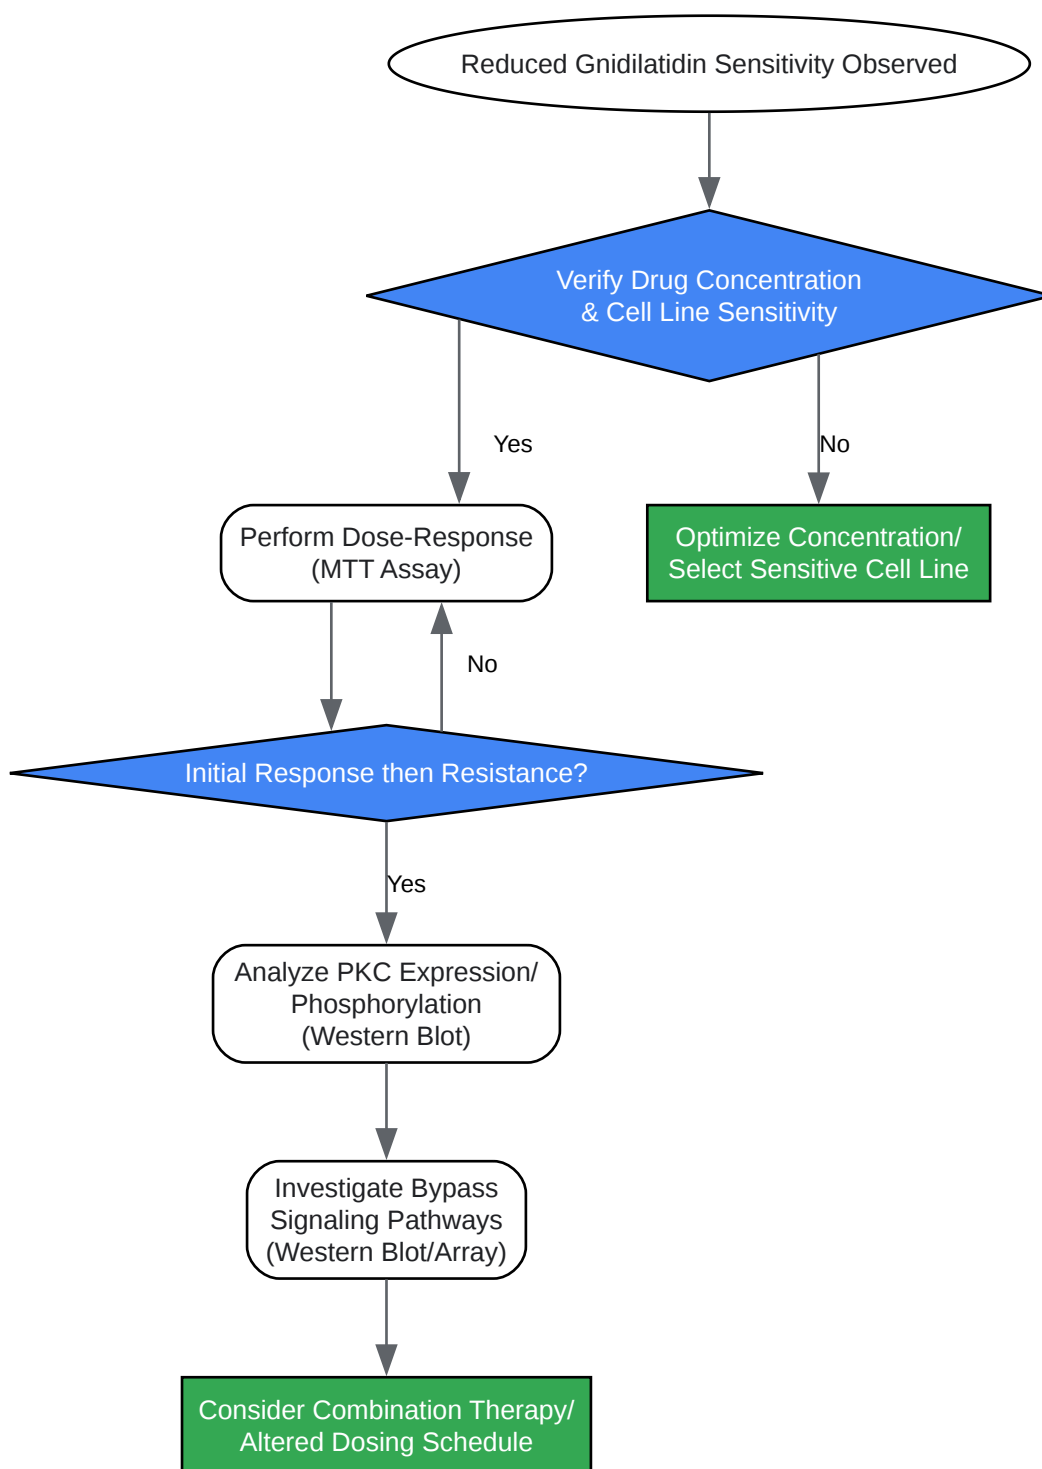 Reduced Gnidilatidin Sensitivity Observed
Verify Drug Concentration
& Cell Line Sensitivity
Yes
No
Perform Dose-Response
(MTT Assay)
Optimize Concentration/
Select Sensitive Cell Line
No
Initial Response then Resistance?
Yes
Analyze PKC Expression/
Phosphorylation
(Western Blot)
Investigate Bypass
Signaling Pathways
(Western Blot/Array)
Consider Combination Therapy/
Altered Dosing Schedule